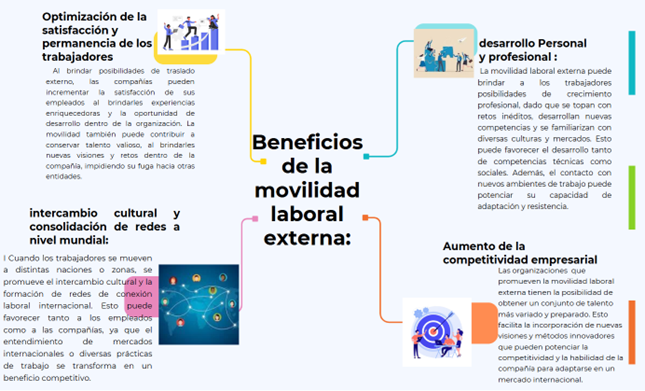 Optimización de la
satisfacción y
permanencia de los
trabajadores
Al brindar posibilidades de traslado
externo, las compañías pueden
incrementar la satisfacción de sus
empleados al brindarles experiencias
enriquecedoras y la oportunidad de
desarrollo dentro de la organización. La
movilidad también puede contribuir a
conservar talento valioso, al brindarles
nuevas visiones y retos dentro de la
compañía, impidiendo su fuga hacia otras
entidades.
desarrollo Personal
y profesional :
La movilidad laboral externa puede
brindar a los trabajadores
posibilidades de crecimiento
profesional, dado que se topan con
retos inéditos, desarrollan nuevas
competencias y se familiarizan con
diversas culturas y mercados. Esto
puede favorecer el desarrollo tanto
de competencias técnicas como
sociales. Además, el contacto con
nuevos ambientes de trabajo puede
potenciar su capacidad de
adaptación y resistencia.
Beneficios
de la
movilidad
laboral
externa:
intercambio cultural y
consolidación de redes a
nivel mundial:
l Cuando los trabajadores se mueven
a distintas naciones o zonas, se
promueve el intercambio cultural y la
formación de redes de conexión
laboral internacional. Esto puede
favorecer tanto a los empleados
como a las compañías, ya que el
entendimiento de mercados
internacionales o diversas prácticas
de trabajo se transforma en un
beneficio competitivo.
Aumento de la
competitividad empresarial
Las organizaciones que
promueven la movilidad laboral
externa tienen la posibilidad de
obtener un conjunto de talento
más variado y preparado. Esto
facilita la incorporación de nuevas
visiones y métodos innovadores
que pueden potenciar la
competitividad y la habilidad de la
compañía para adaptarse en un
mercado internacional.